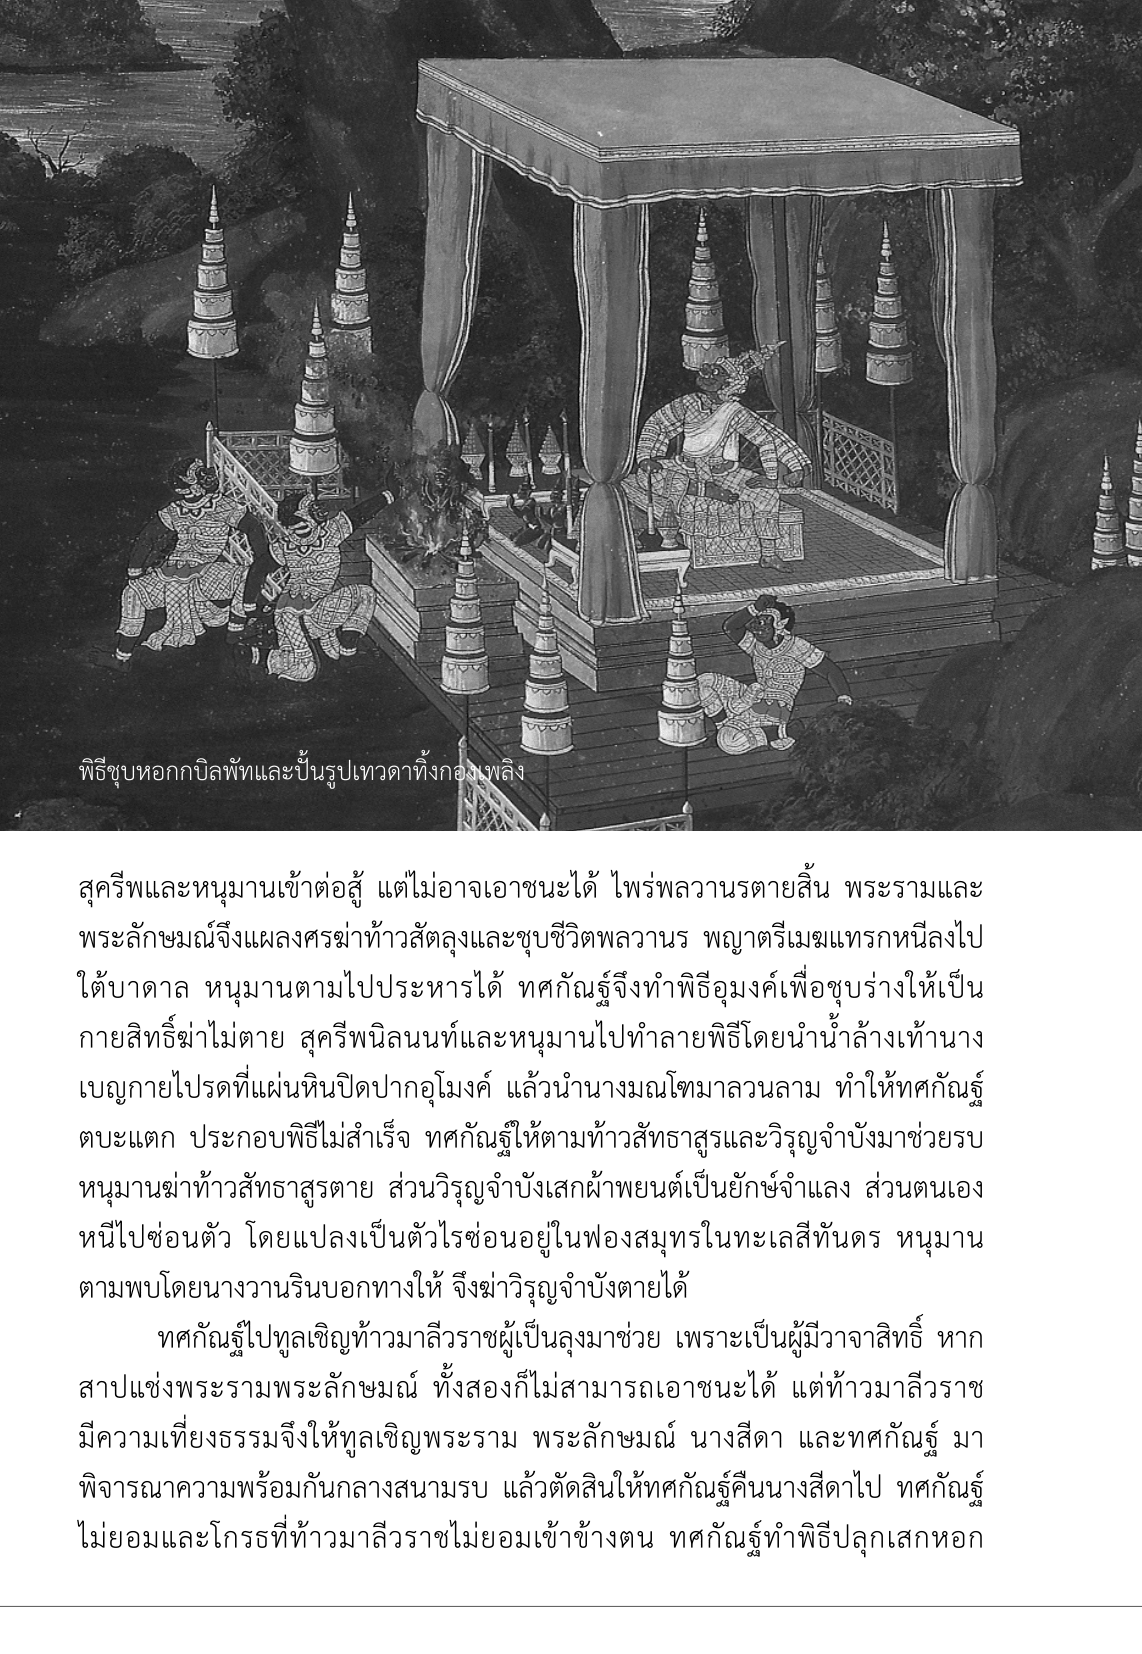 พิธีชุบหอกกบิลพัทและปั้นรูปเทวดาทิ้งกองเพลิง
สุครีพและหนุมานเข้าต่อสู้ แต่ไม่อาจเอาชนะได้ ไพร่พลวานรตายสิ้น พระรามและ
พระลักษมณ์จึงแผลงศรฆ่าท้าวสัตลุงและชุบชีวิตพลวานร พญาตรีเมฆแทรกหนีลงไป
ใต้บาดาล หนุมานตามไปประหารได้ ทศกัณฐ์จึงทำพิธีอุมงค์เพื่อชุบร่างให้เป็น
กายสิทธิ์ฆ่าไม่ตาย สุครีพนิลนนท์และหนุมานไปทำลายพิธีโดยนำน้ำล้างเท้านาง
เบญกายไปรดที่แผ่นหินปิดปากอุโมงค์ แล้วนำนางมณโฑมาลวนลาม ทำให้ทศกัณฐ์
ตบะแตก ประกอบพิธีไม่สำเร็จ ทศกัณฐ์ให้ตามท้าวสัทธาสูรและวิรุญจำบังมาช่วยรบ
หนุมานฆ่าท้าวสัทธาสูรตาย ส่วนวิรุญจำบังเสกผ้าพยนต์เป็นยักษ์จำแลง ส่วนตนเอง
หนีไปซ่อนตัว โดยแปลงเป็นตัวไรซ่อนอยู่ในฟองสมุทรในทะเลสีทันดร หนุมาน
ตามพบโดยนางวานรินบอกทางให้ จึงฆ่าวิรุญจำบังตายได้
ทศกัณฐ์ไปทูลเชิญท้าวมาลีวราชผู้เป็นลุงมาช่วย เพราะเป็นผู้มีวาจาสิทธิ์ หาก
สาปแช่งพระรามพระลักษมณ์ ทั้งสองก็ไม่สามารถเอาชนะได้ แต่ท้าวมาลีวราช
มีความเที่ยงธรรมจึงให้ทูลเชิญพระราม พระลักษมณ์ นางสีดา และทศกัณฐ์ มา
พิจารณาความพร้อมกันกลางสนามรบ แล้วตัดสินให้ทศกัณฐ์คืนนางสีดาไป ทศกัณฐ์
ไม่ยอมและโกรธที่ท้าวมาลีวราชไม่ยอมเข้าข้างตน ทศกัณฐ์ทำพิธีปลุกเสกหอก